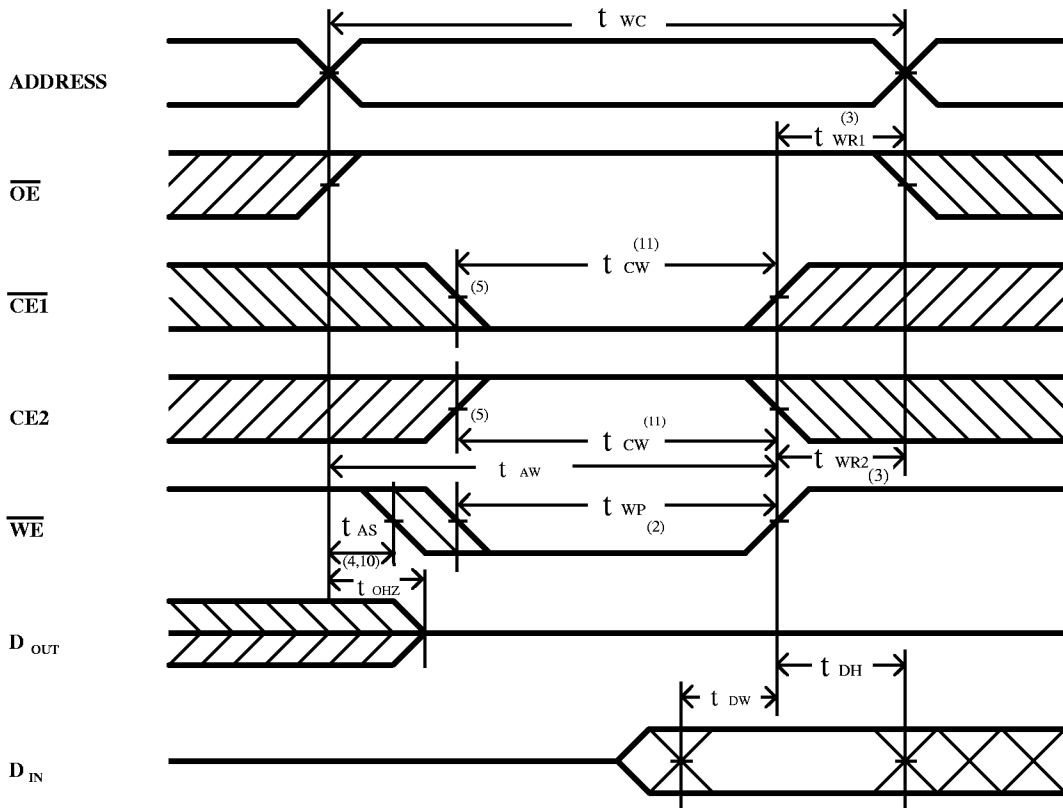 t WC
ADDRESS
(3)
t WR1
OE
(11)
t CW
CE1
(5)
CE2
(5)
(11)
t CW
t AW
t WR2
(3)
WE
t AS
t WP
(2)
(4,10)
t OHZ
D OUT
t DH
t DW
D IN